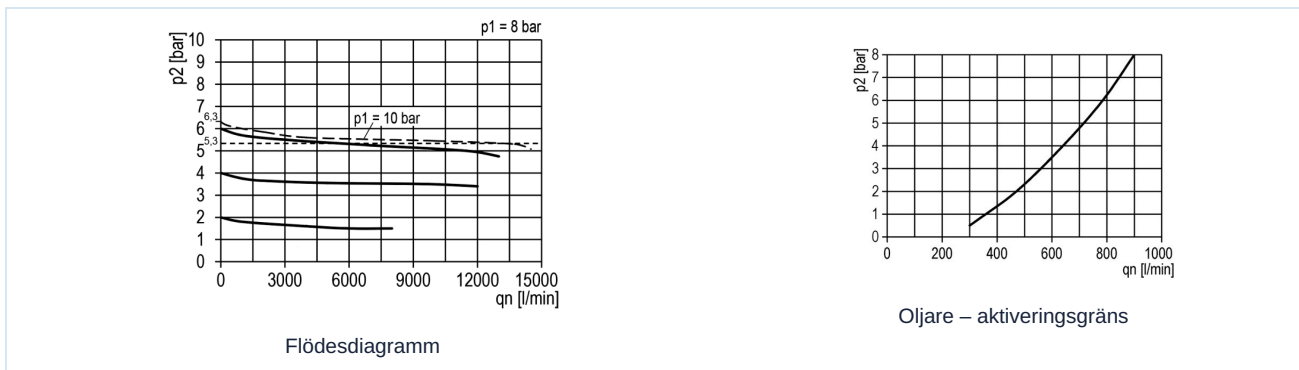 p1 = 8 bar
p2 [bar]
10
9
8
7
6,3
6
5,3
5
4
3
2
1
0
p1 = 10 bar
0 3000 6000 9000 12000 15000
qn [l/min]
Flödesdiagramm
p2 [bar]
8
7
6
5
4
3
2
1
0
0 200 400 600 800 1000
qn [l/min]
Oljare – aktiveringsgräns